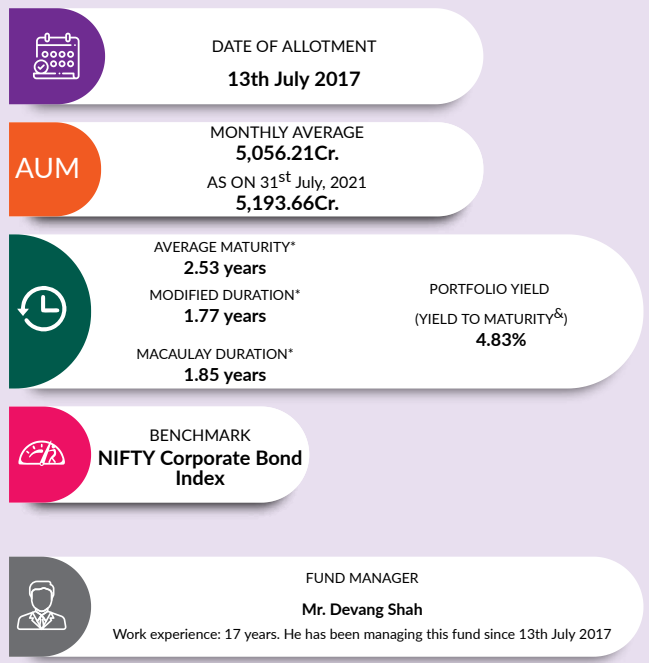 DATE OF ALLOTMENT
13th July 2017
AUM
MONTHLY AVERAGE
5,056.21Cr.
AS ON 31st July, 2021
5,193.66Cr.
AVERAGE MATURITY*
2.53 years
MODIFIED DURATION*
1.77 years
MACAULAY DURATION*
1.85 years
PORTFOLIO YIELD
(YIELD TO MATURITY&)
4.83%
BENCHMARK
NIFTY Corporate Bond
Index
FUND MANAGER
Mr. Devang Shah
Work experience: 17 years. He has been managing this fund since 13th July 2017